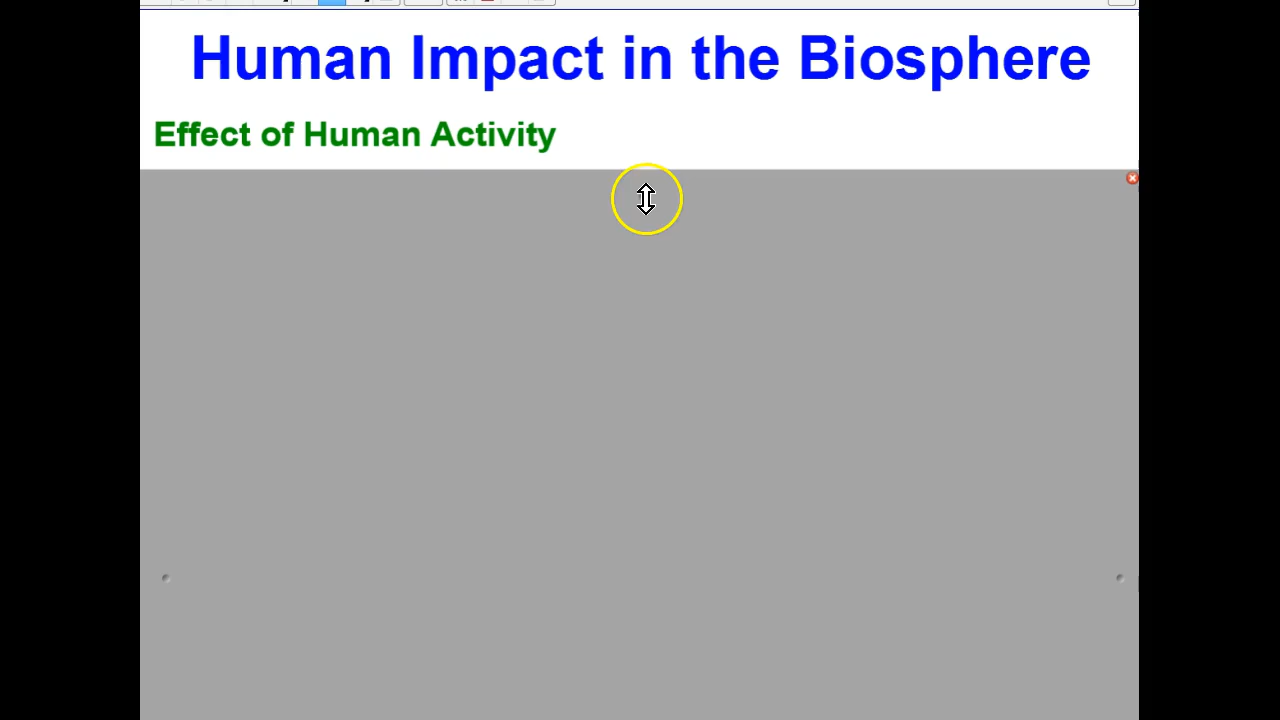 Human Impact in the Biosphere
Effect of Human Activity